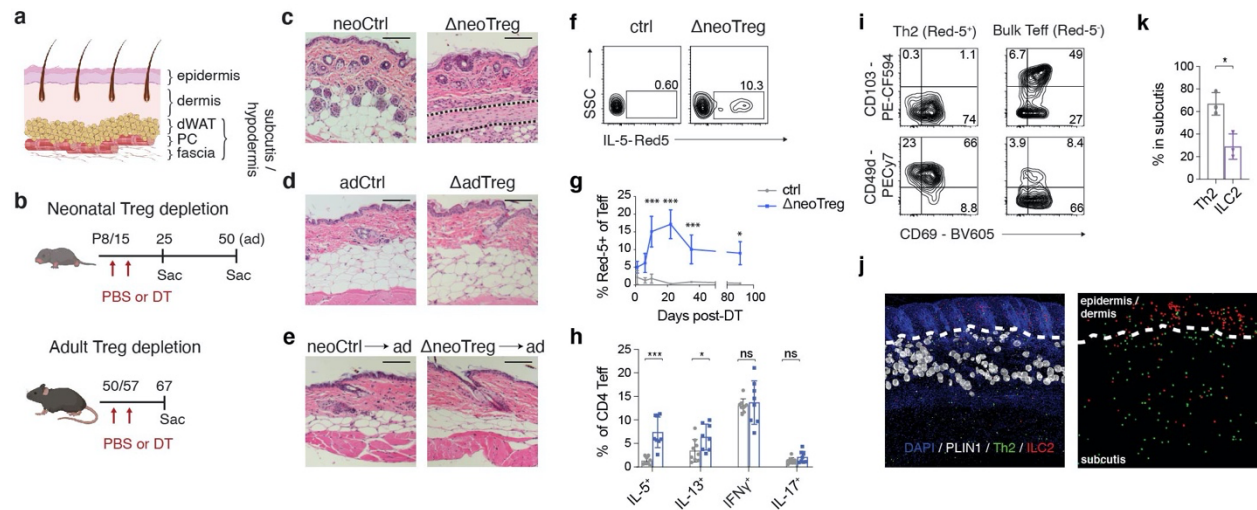 a
epidermis
dermis
dWAT
PC
fascia
subcutis /
hypodermis
b
Neonatal Treg depletion
P8/15 25 50 (ad)
Sac Sac
PBS or DT
Adult Treg depletion
50/57 67
Sac
PBS or DT
c
neoCtrl ΔneoTreg
d
adCtrl ΔadTreg
e
neoCtrl → ad ΔneoTreg → ad
f
ctrl ΔneoTreg
SSC
0.60 10.3
IL-5-Red5
g
ctrl
ΔneoTreg
% Red-5+ of Teff
25
20
15
10
5
0
*** *** *** *
0 20 40 80 100
Days post-DT
h
% of CD4 Teff
25
20
15
10
5
0
*** * ns ns
IL-5⁺ IL-13⁺ IFNγ⁺ IL-17⁺
i
Th2 (Red-5⁺) Bulk Teff (Red-5⁻)
CD103 -
PE-CF594
0.3 1.1 6.7 49
74 27
CD49d -
PECy7
23 66 3.9 8.4
8.8 66
CD69 - BV605
j
DAPI / PLIN1 / Th2 / ILC2
epidermis /
dermis
subcutis
k
% in subcutis
100
80
60
40
20
0
*
Th2 ILC2